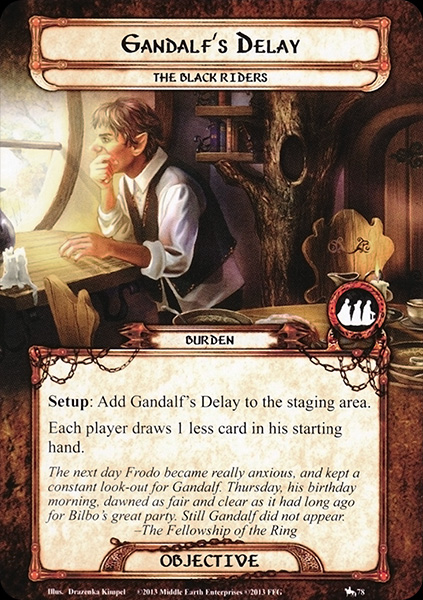 Gandalf's Delay
The Black Riders
Burden
Setup: Add Gandalf's Delay to the staging area.
Each player draws 1 less card in his starting
hand.
The next day Frodo became really anxious, and kept a
constant look-out for Gandalf. Thursday, his birthday
morning, dawned as fair and clear as it had long ago
for Bilbo's great party. Still Gandalf did not appear.
–The Fellowship of the Ring
Objective
Illus. Drazenka Kimpel ©2013 Middle Earth Enterprises ©2013 FFG 78